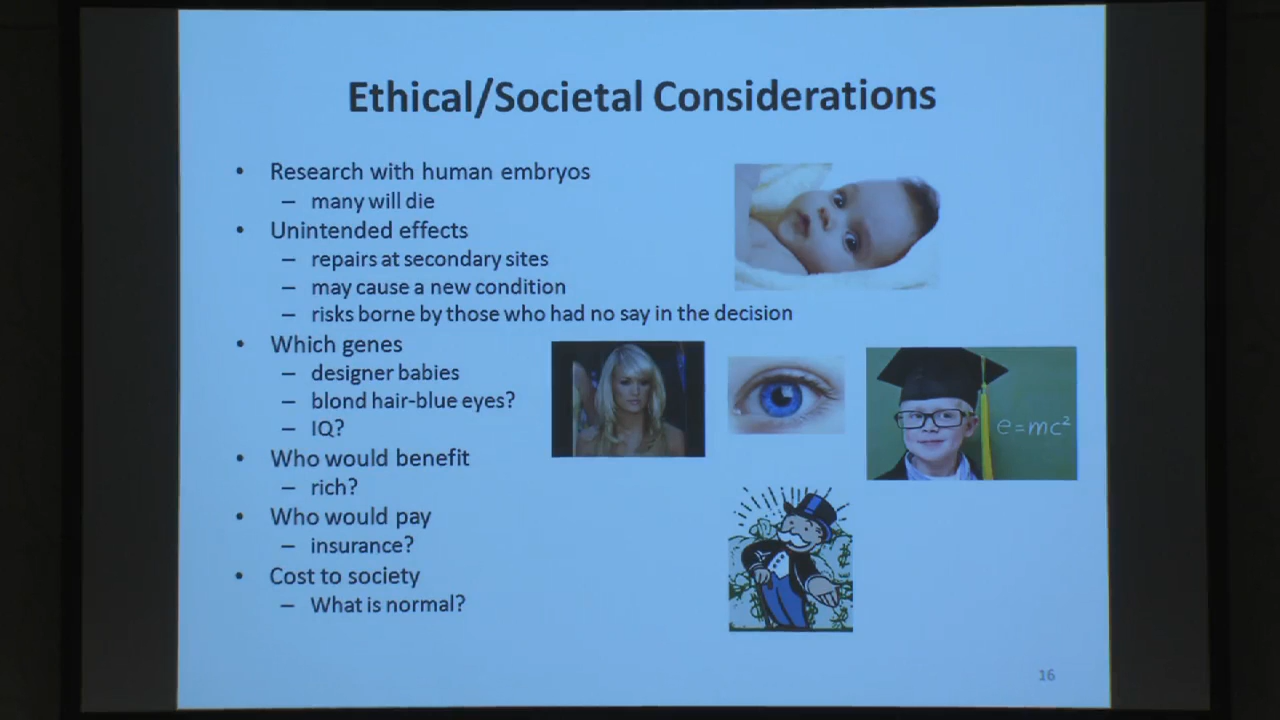 Ethical/Societal Considerations
• Research with human embryos
– many will die
• Unintended effects
– repairs at secondary sites
– may cause a new condition
– risks borne by those who had no say in the decision
• Which genes
– designer babies
– blond hair-blue eyes?
– IQ?
• Who would benefit
– rich?
• Who would pay
– insurance?
• Cost to society
– What is normal?
e=mc²
16